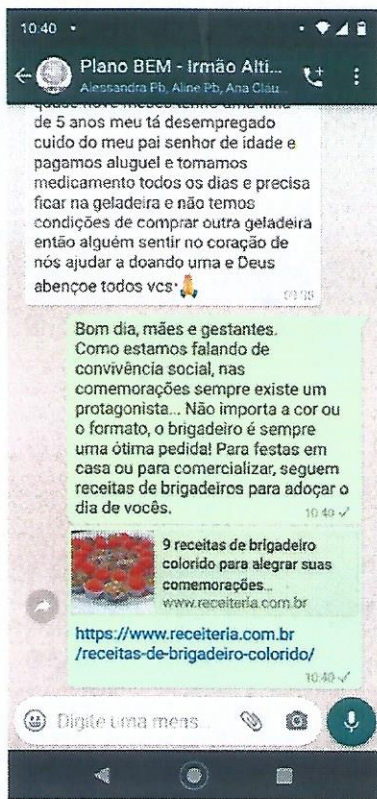 10:40
Plano BEM - Irmão Alti...
Alessandra Pb, Aline Pb, Ana Cláu...
de 5 anos meu tá desempregado
cuido do meu pai senhor de idade e
pagamos aluguel e tomamos
medicamento todos os dias e precisa
ficar na geladeira e não temos
condições de comprar outra geladeira
então alguém sentir no coração de
nós ajudar a doando uma e Deus
abençoe todos vcs
Bom dia, mães e gestantes.
Como estamos falando de
convivência social, nas
comemorações sempre existe um
protagonista... Não importa a cor ou
o formato, o brigadeiro é sempre
uma ótima pedida! Para festas em
casa ou para comercializar, seguem
receitas de brigadeiros para adoçar o
dia de vocês.
10:40
9 receitas de brigadeiro
colorido para alegrar suas
comemorações...
www.receiteria.com.br
https://www.receiteria.com.br
/receitas-de-brigadeiro-colorido/
10:40
Digite uma mens...